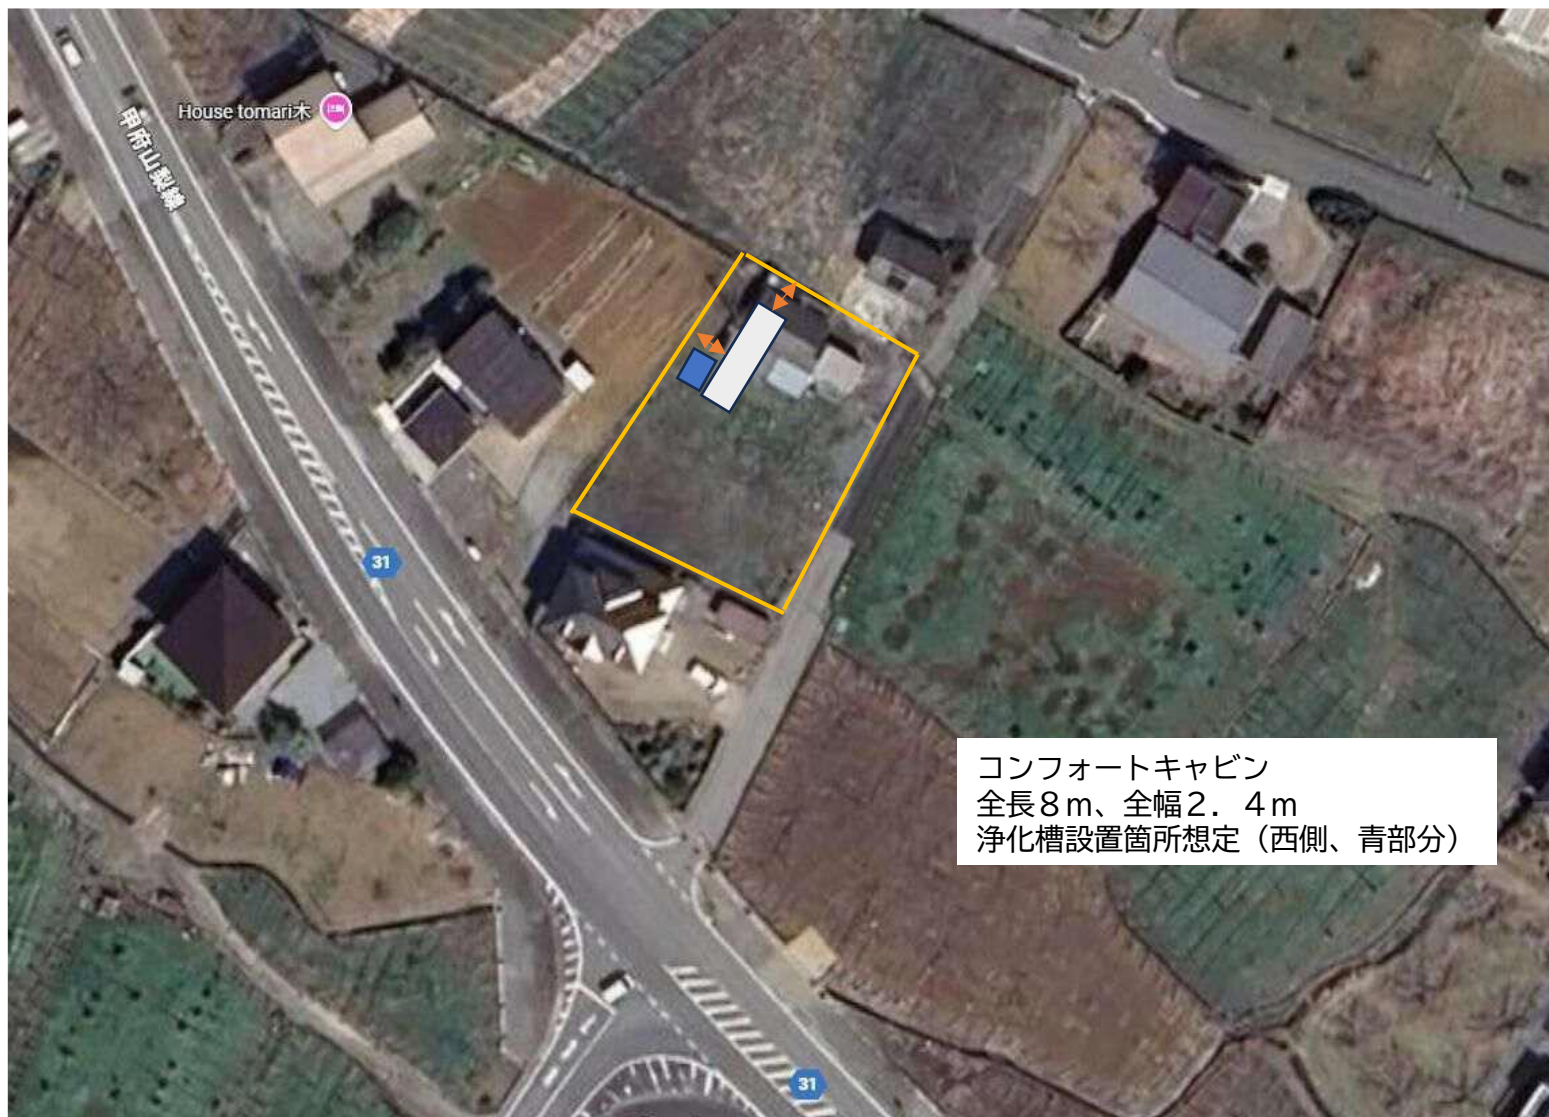 House tomari木
甲府山梨線
31
コンフォートキャビン
全長８ｍ、全幅２．４ｍ
浄化槽設置箇所想定（西側、青部分）
31